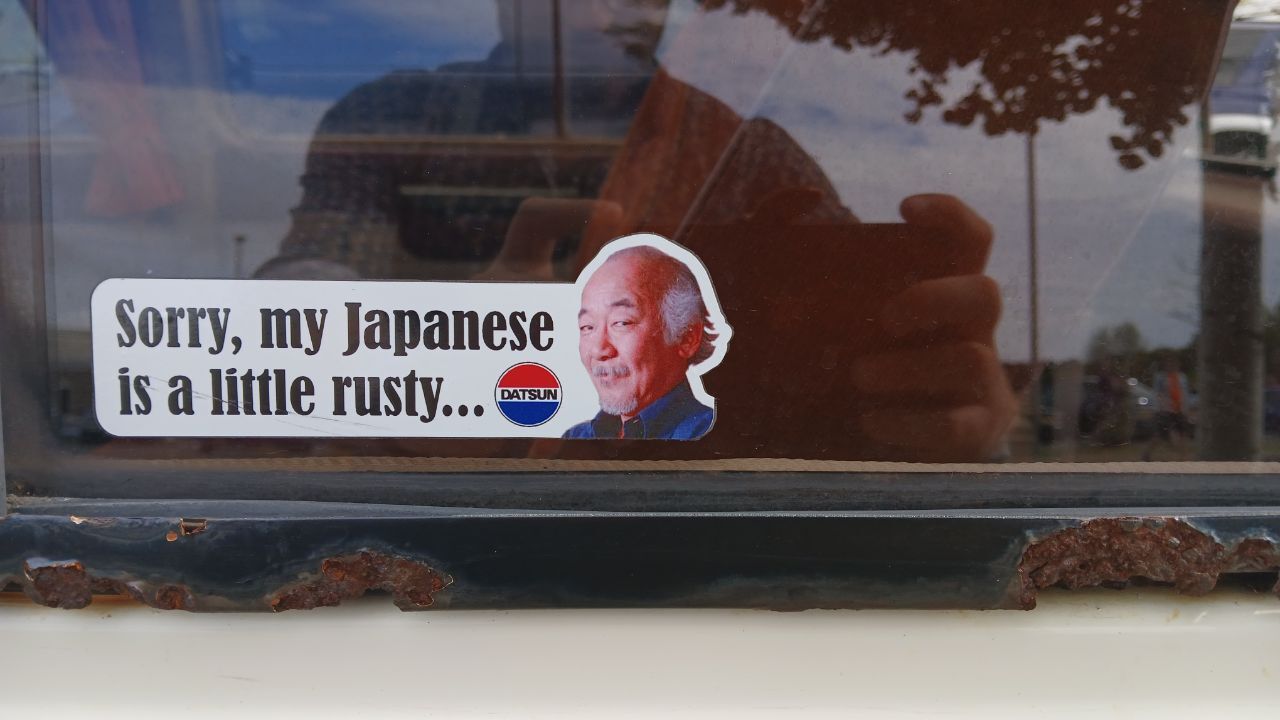 Sorry, my Japanese
is a little rusty...
DATSUN